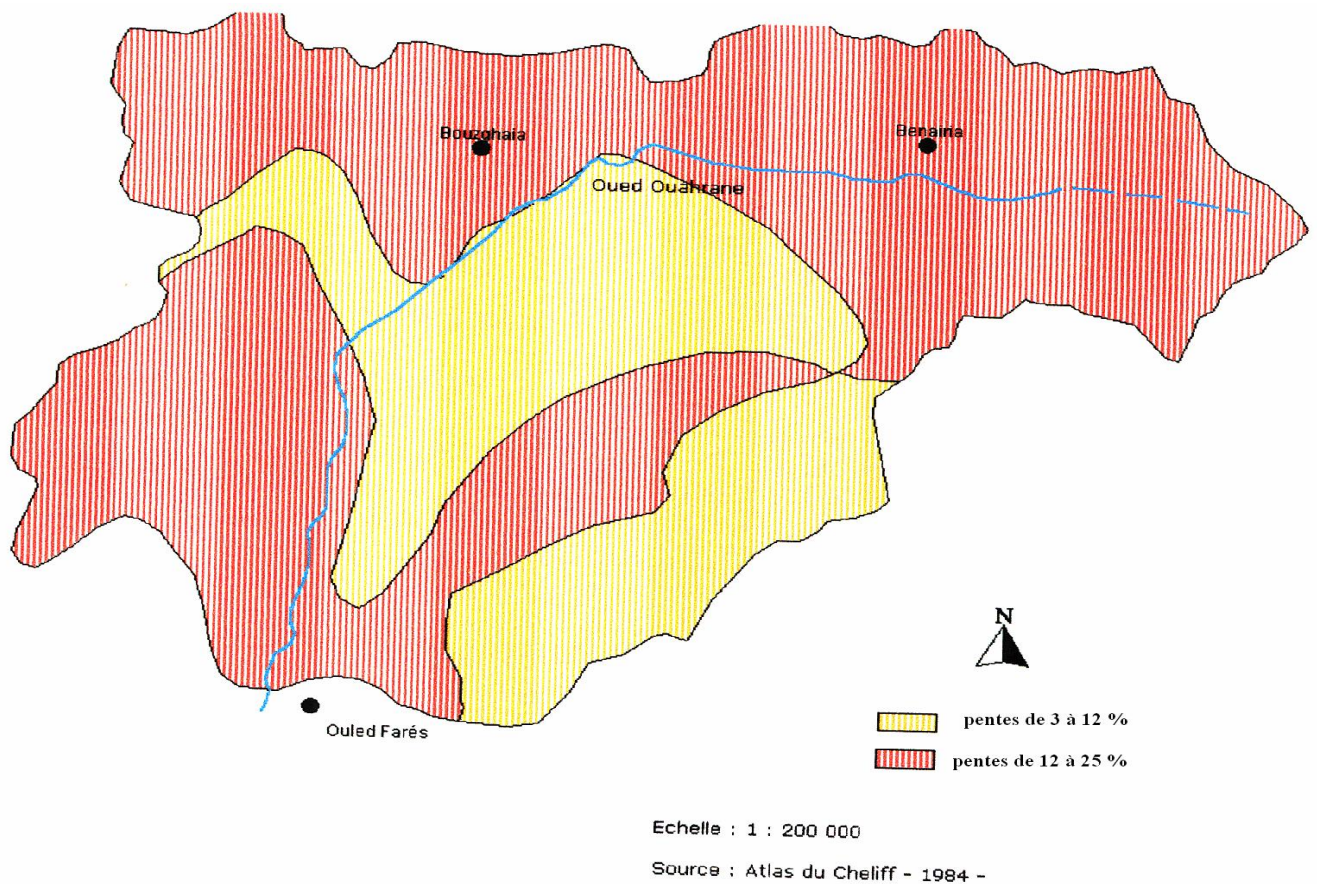 Bouzghaia
Benairia
Oued Ouahrane
N
Ouled Farés
pentes de 3 à 12 %
pentes de 12 à 25 %
Echelle : 1 : 200 000
Source : Atlas du Cheliff - 1984 -